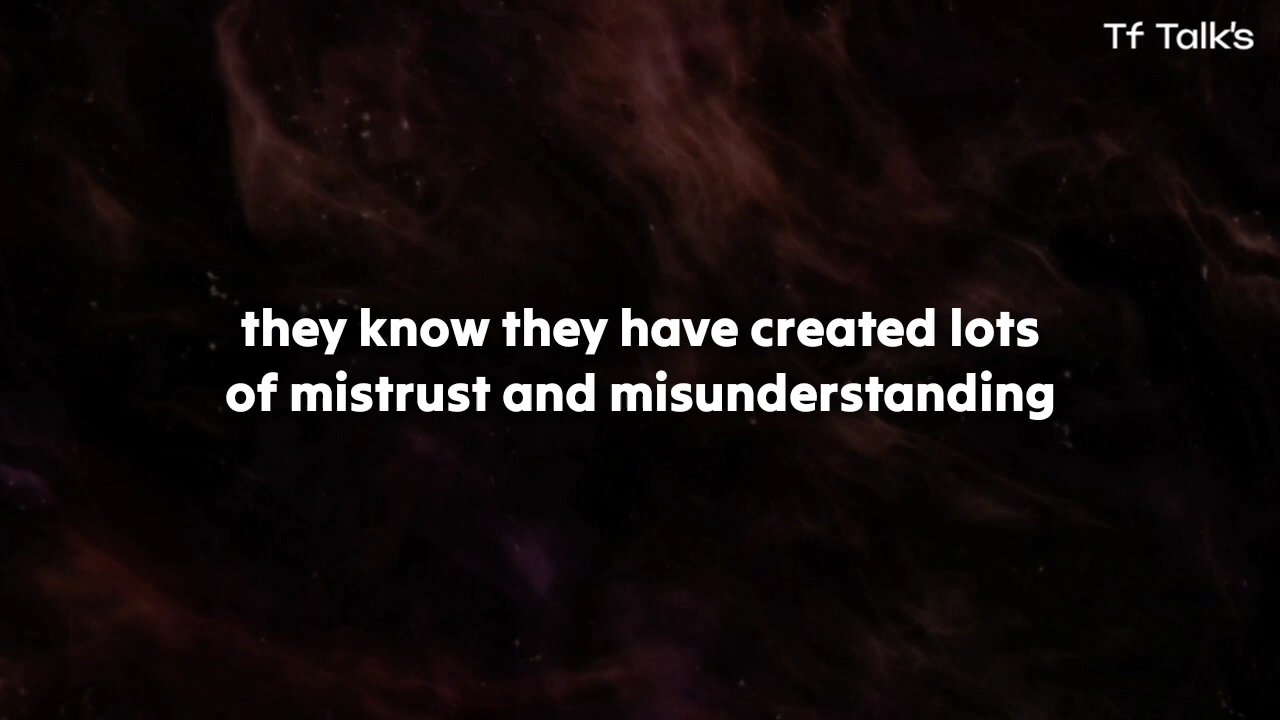 Tf Talk's
they know they have created lots
of mistrust and misunderstanding